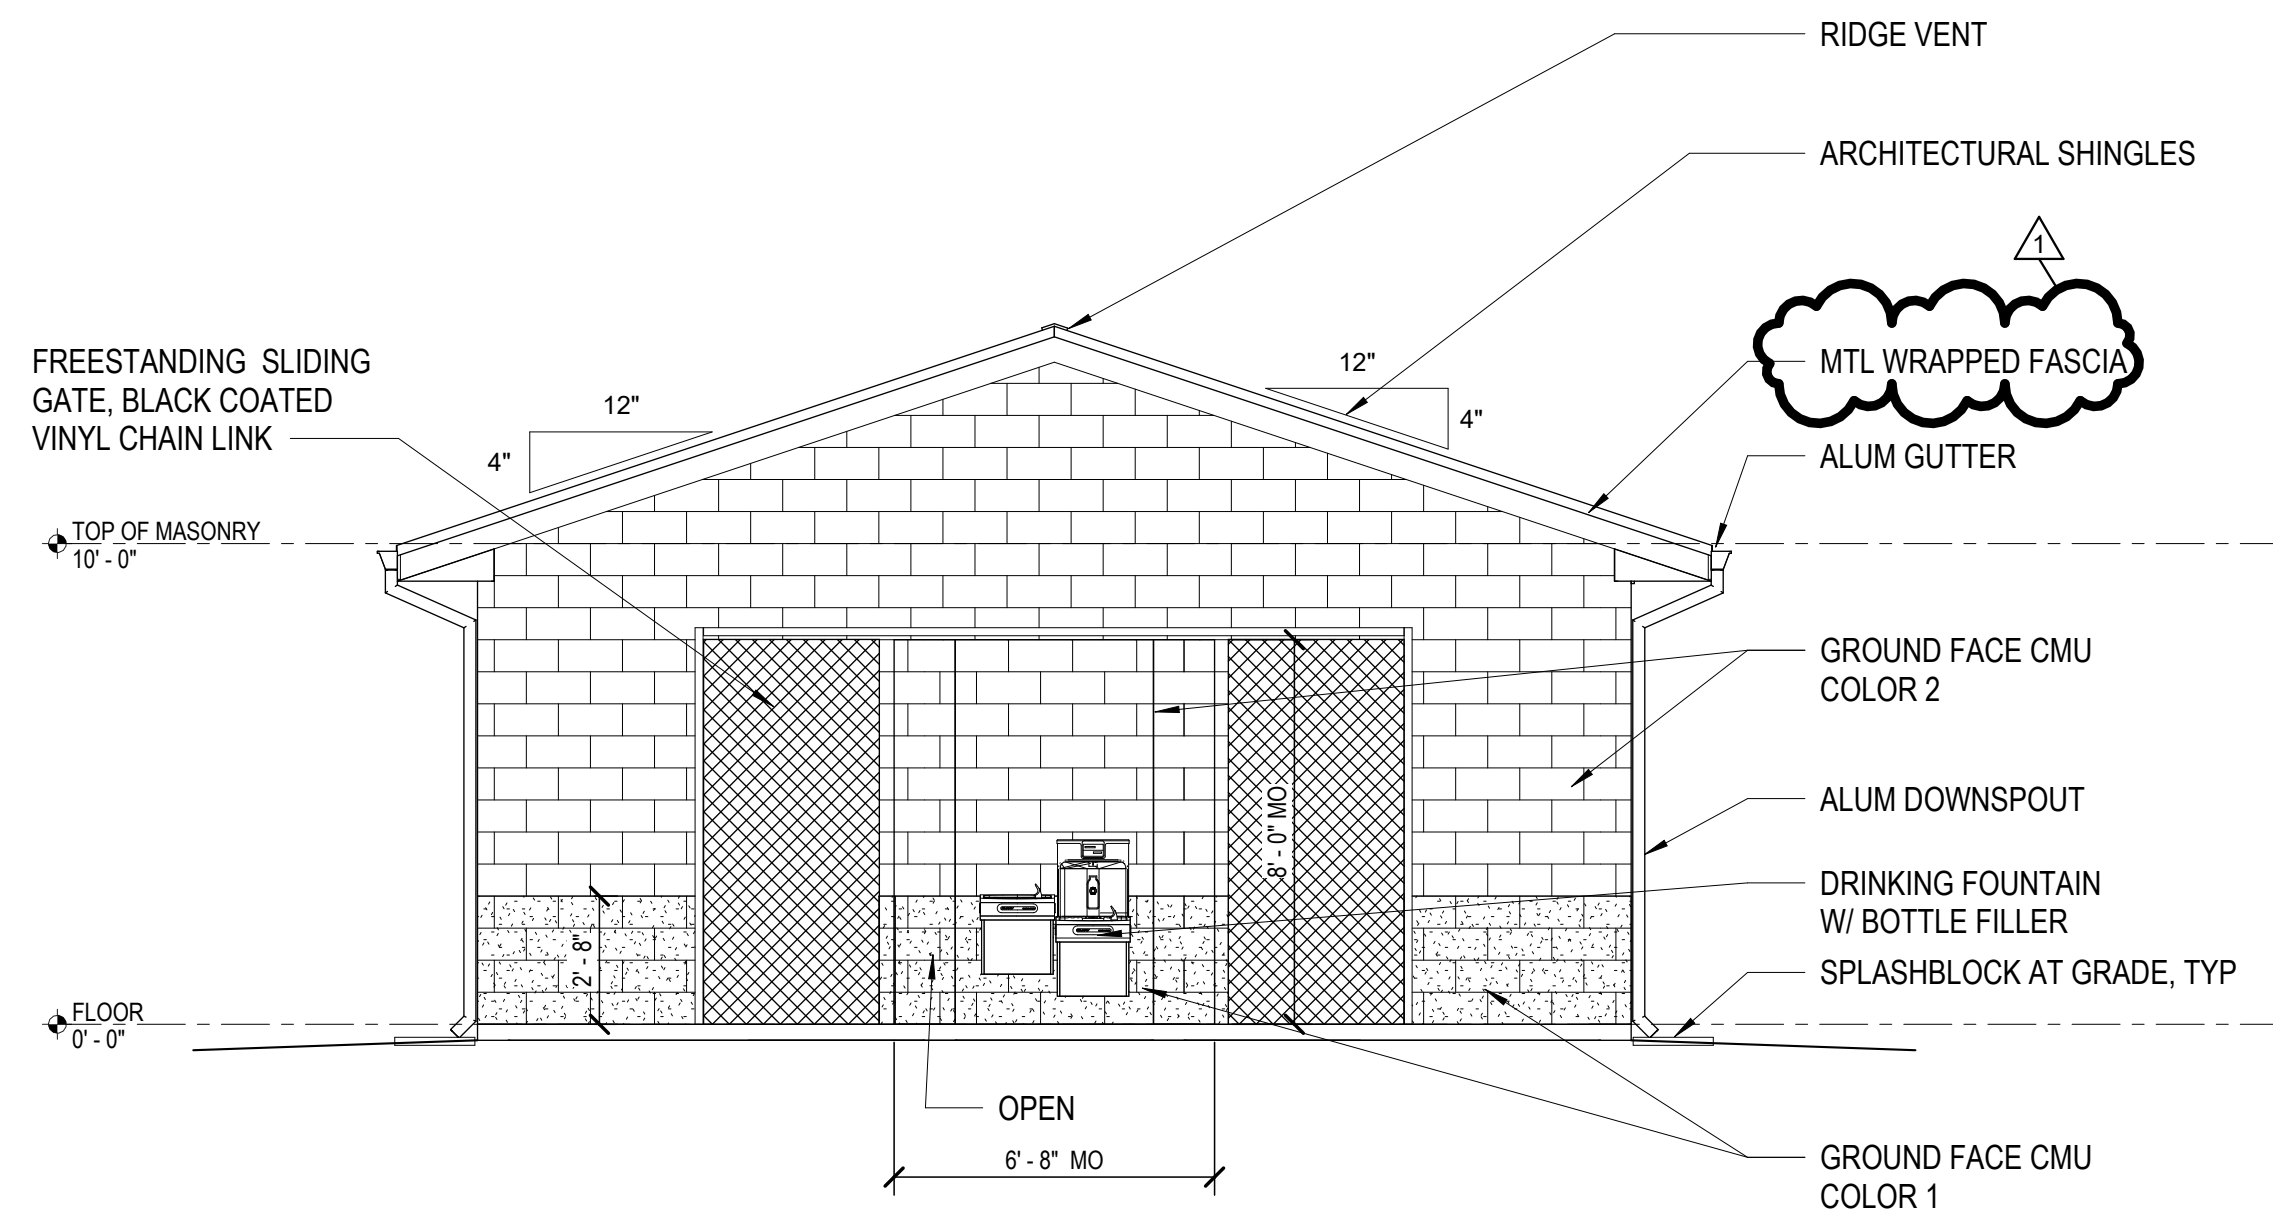 RIDGE VENT
ARCHITECTURAL SHINGLES
1
MTL WRAPPED FASCIA
ALUM GUTTER
12"
4"
12"
4"
FREESTANDING SLIDING
GATE, BLACK COATED
VINYL CHAIN LINK
TOP OF MASONRY
10' - 0"
GROUND FACE CMU
COLOR 2
ALUM DOWNSPOUT
8' - 0" MO
DRINKING FOUNTAIN
W/ BOTTLE FILLER
2' - 8"
SPLASHBLOCK AT GRADE, TYP
FLOOR
0' - 0"
OPEN
6' - 8" MO
GROUND FACE CMU
COLOR 1